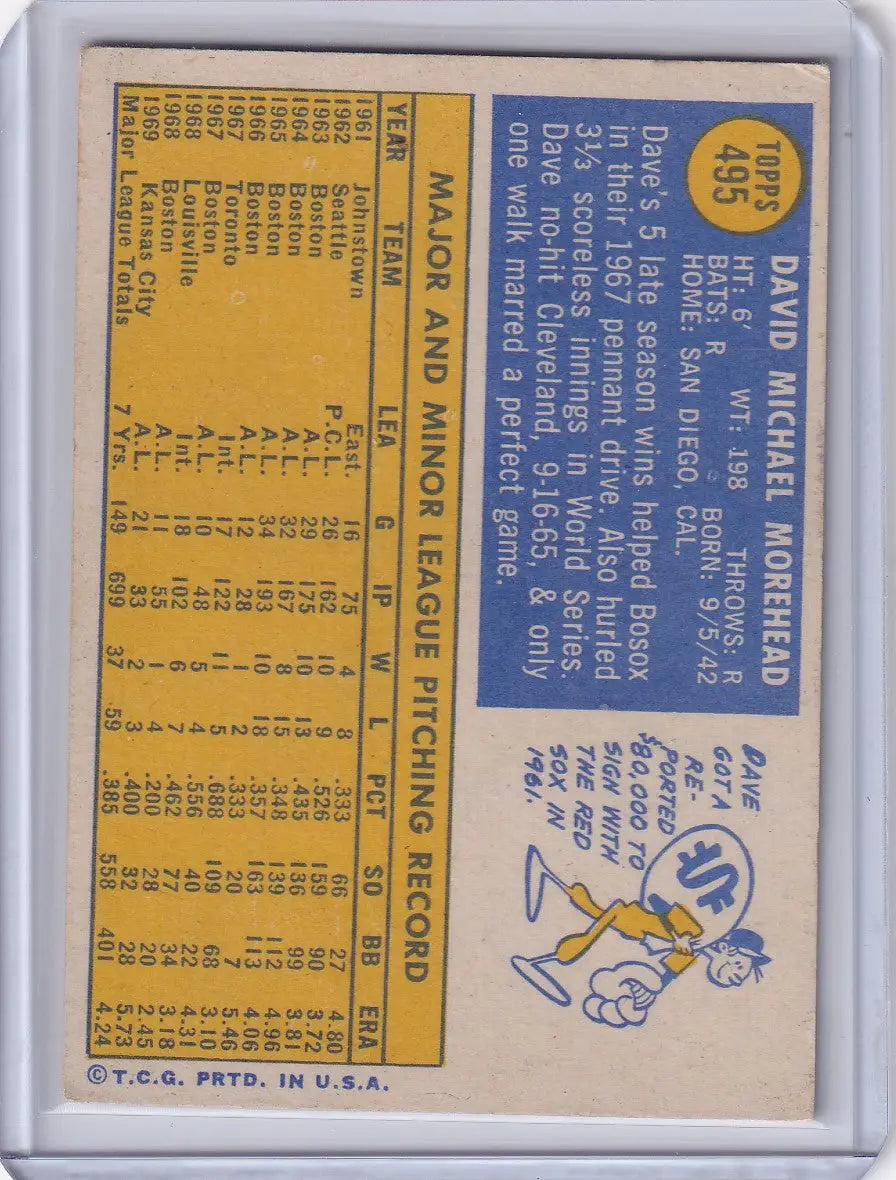 TOPPS
495
DAVID MICHAEL MOREHEAD
HT: 6' WT: 198 THROWS: R
BATS: R BORN: 9/5/42
HOME: SAN DIEGO, CAL.
Dave's 5 late season wins helped Bosox
in their 1967 pennant drive. Also hurled
3⅓ scoreless innings in World Series.
Dave no-hit Cleveland, 9-16-65, & only
one walk marred a perfect game.
DAVE
GOT A
RE-
PORTED
$80,000 TO
SIGN WITH
THE RED
SOX IN
1961.
$
MAJOR AND MINOR LEAGUE PITCHING RECORD
YEAR TEAM LEA G IP W L PCT SO BB ERA
1961 Johnstown East. 16 75 4 8 .333 66 27 4.80
1962 Seattle P.C.L. 26 162 10 9 .526 159 90 3.72
1963 Boston A.L. 29 175 10 13 .435 136 99 3.81
1964 Boston A.L. 32 167 8 15 .348 139 112 4.96
1965 Boston A.L. 34 193 10 18 .357 163 113 4.06
1966 Boston A.L. 12 28 1 2 .333 20 7 5.46
1967 Toronto Int. 17 122 11 5 .688 109 68 3.10
1967 Boston A.L. 10 48 5 4 .556 40 22 4.31
1968 Louisville Int. 18 102 6 7 .462 77 34 3.18
1968 Boston A.L. 11 55 1 4 .200 28 20 2.45
1969 Kansas City A.L. 21 33 2 3 .400 32 28 5.73
Major League Totals 7 Yrs. 149 699 37 59 .385 558 401 4.24
© T.C.G. PRTD. IN U.S.A.